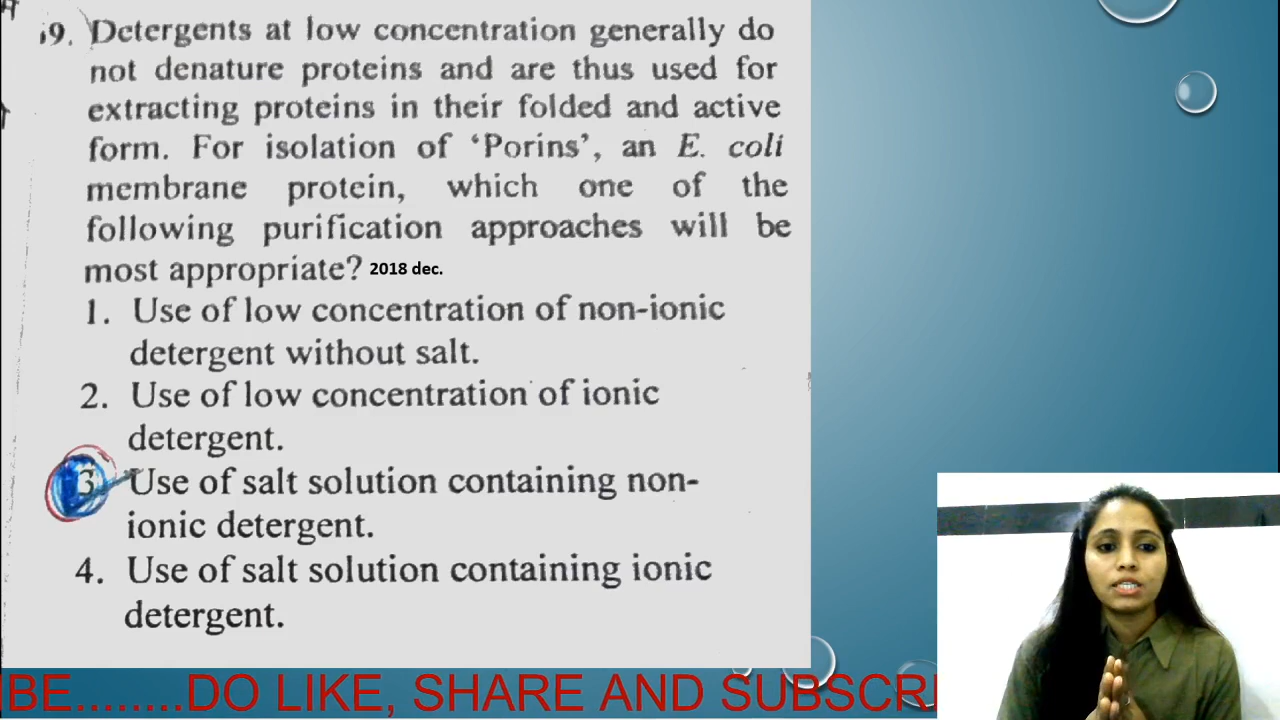 59. Detergents at low concentration generally do
not denature proteins and are thus used for
extracting proteins in their folded and active
form. For isolation of ‘Porins’, an E. coli
membrane protein, which one of the
following purification approaches will be
most appropriate? 2018 dec.
1. Use of low concentration of non-ionic
detergent without salt.
2. Use of low concentration of ionic
detergent.
3. Use of salt solution containing non-
ionic detergent.
4. Use of salt solution containing ionic
detergent.
BE........DO LIKE, SHARE AND SUBSCRI